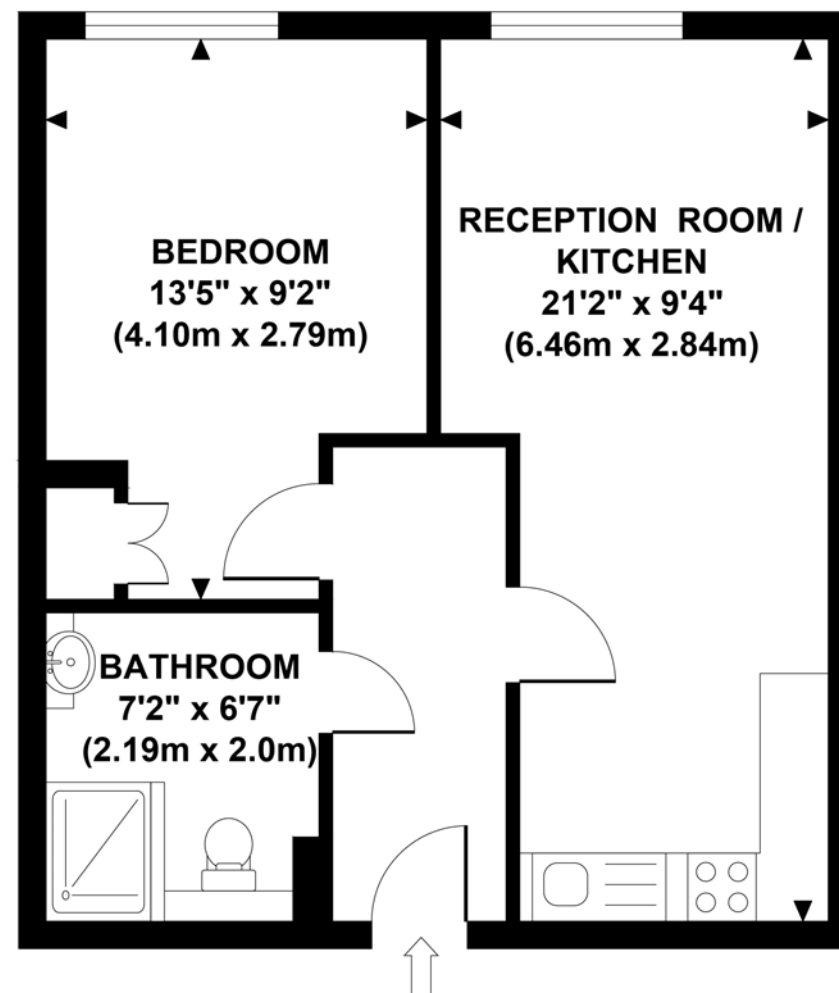 BEDROOM
13'5" x 9'2"
(4.10m x 2.79m)
RECEPTION ROOM /
KITCHEN
21'2" x 9'4"
(6.46m x 2.84m)
BATHROOM
7'2" x 6'7"
(2.19m x 2.0m)